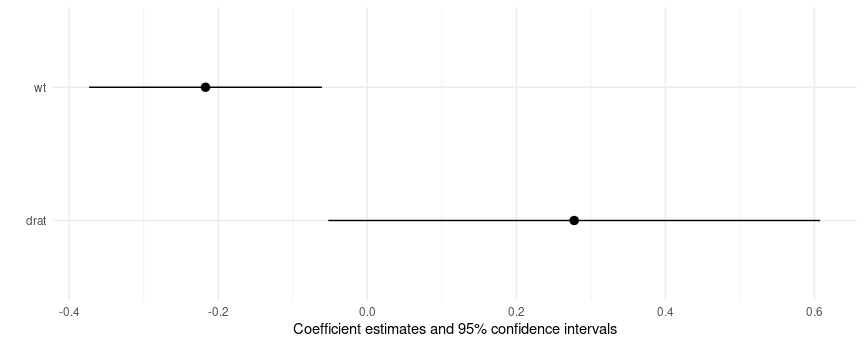 wt
drat
-0.4 -0.2 0.0 0.2 0.4 0.6
Coefficient estimates and 95% confidence intervals